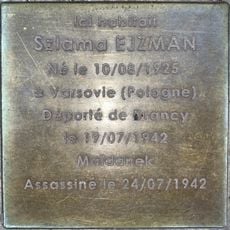 Ici habitait
Szlama EJZMAN
Né le 10/08/1925
à Varsovie (Pologne)
Déporté de Drancy
le 19/07/1942
Maidanek
Assassiné le 24/07/1942